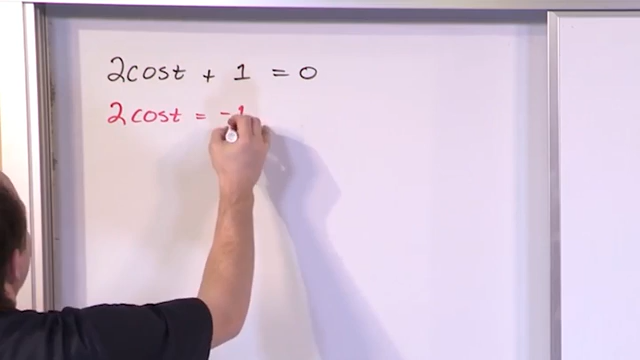 2cost + 1 = 0
2cost = -1